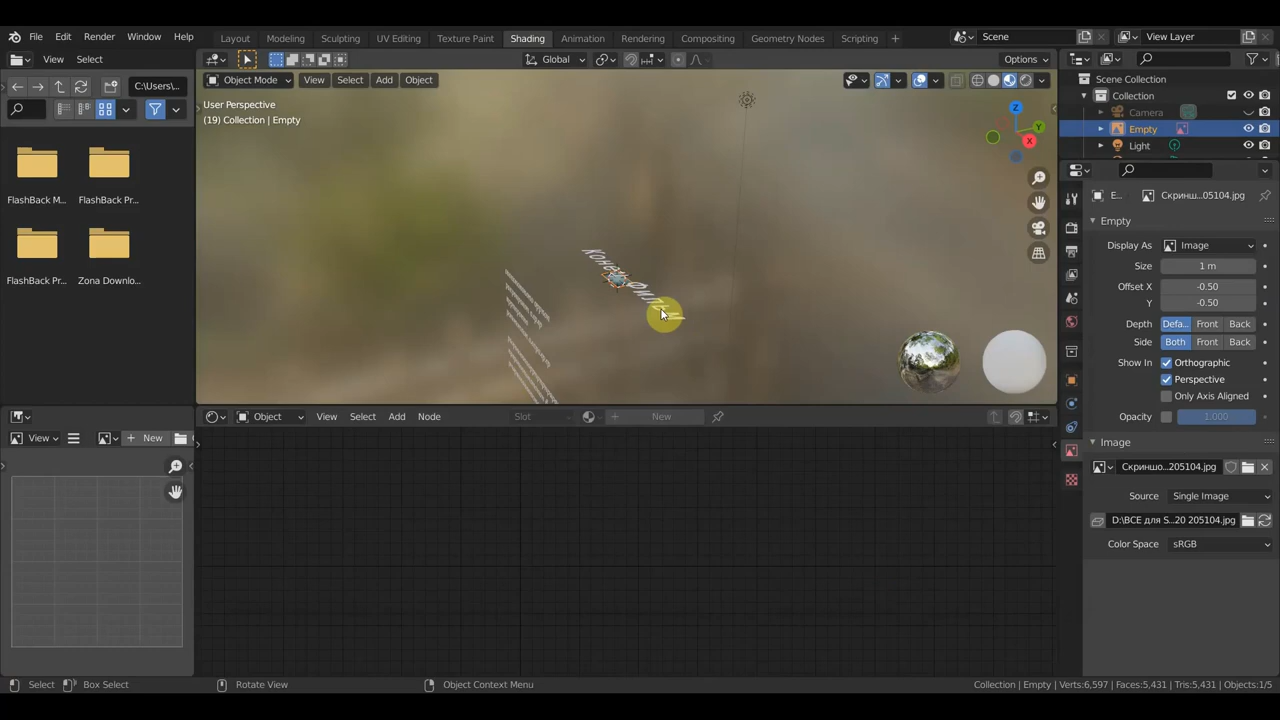 File Edit Render Window Help
Layout Modeling Sculpting UV Editing Texture Paint Shading Animation Rendering Compositing Geometry Nodes Scripting +
Scene
View Layer
View Select
Global
Options
C:\Users\...
Object Mode View Select Add Object
User Perspective
(19) Collection | Empty
Z
Y
X
Scene Collection
Collection
Camera
Empty
Light
FlashBack M...
FlashBack Pr...
FlashBack Pr...
Zona Downlo...
Конец Фильм
E...
Скринш...05104.jpg
Empty
Display As Image
Size 1 m
Offset X -0.50
Y -0.50
Depth Defa... Front Back
Side Both Front Back
Show In Orthographic
Perspective
Only Axis Aligned
Opacity 1.000
Image
Скриншо...205104.jpg
Source Single Image
D:\ВСЕ для S...20 205104.jpg
Color Space sRGB
Object View Select Add Node Slot New
View New
Select Box Select Rotate View Object Context Menu
Collection | Empty | Verts:6,597 | Faces:5,431 | Tris:5,431 | Objects:1/5